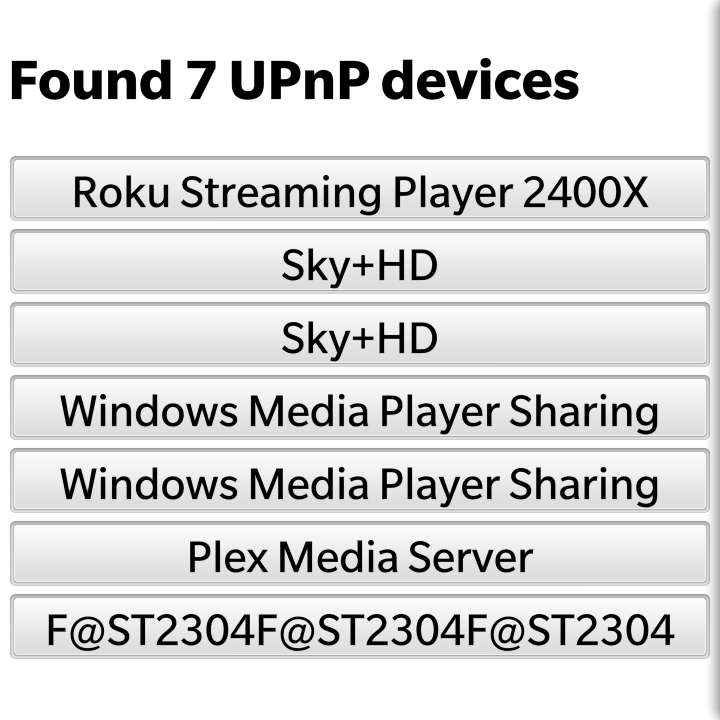 Found 7 UPnP devices
Roku Streaming Player 2400X
Sky+HD
Sky+HD
Windows Media Player Sharing
Windows Media Player Sharing
Plex Media Server
F@ST2304F@ST2304F@ST2304